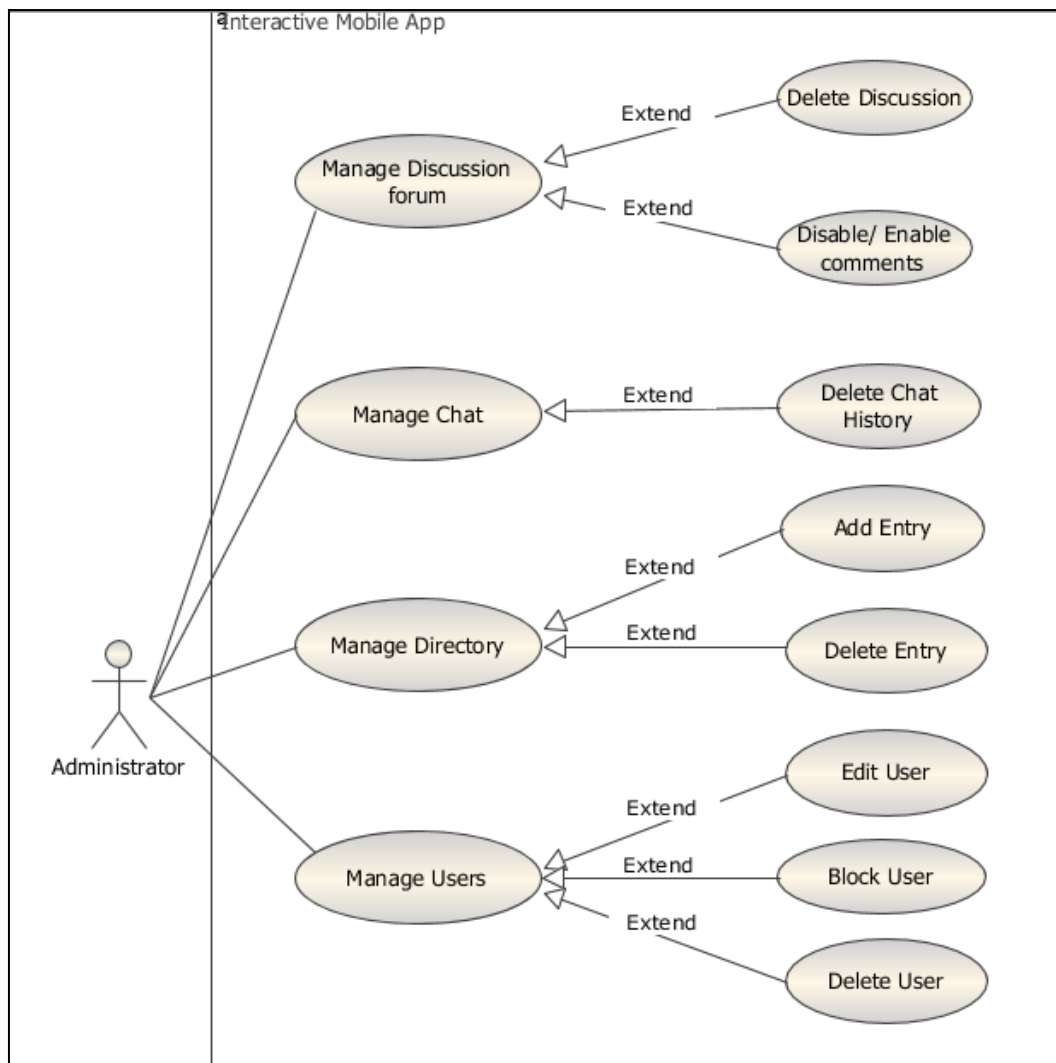 a
Interactive Mobile App
Delete Discussion
Extend
Manage Discussion
forum
Extend
Disable/ Enable
comments
Manage Chat
Extend
Delete Chat
History
Add Entry
Extend
Manage Directory
Extend
Delete Entry
Administrator
Edit User
Extend
Manage Users
Extend
Block User
Extend
Delete User